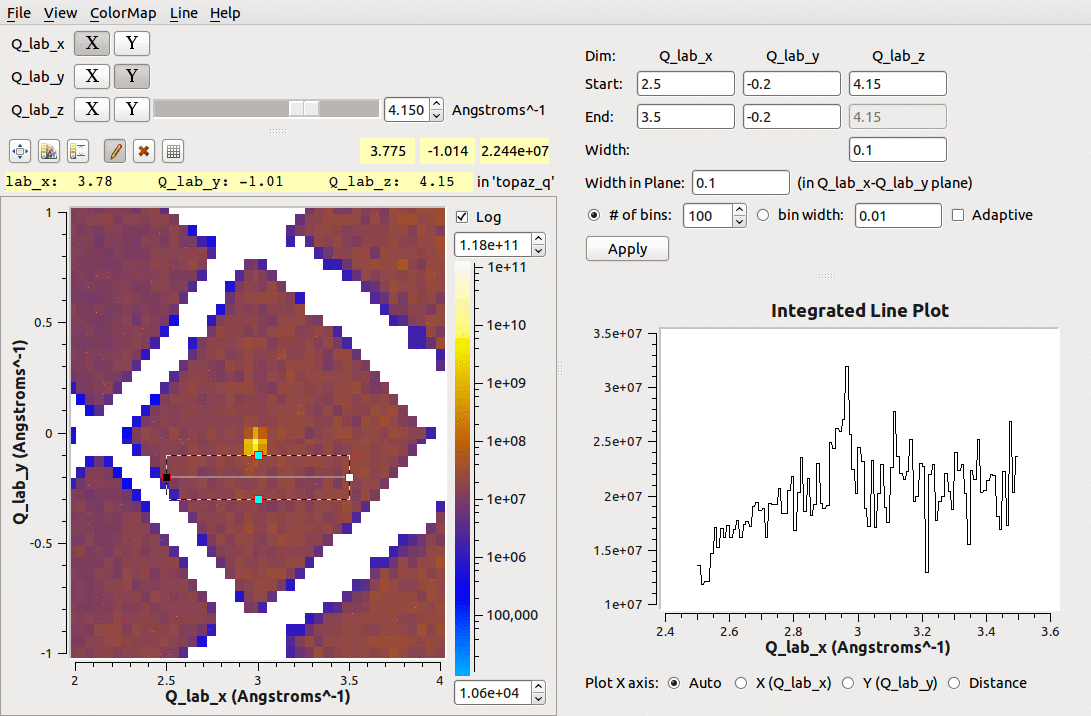 File View ColorMap Line Help
Q_lab_x X Y
Q_lab_y X Y
Q_lab_z X Y 4.150 Angstroms^-1
3.775 -1.014 2.244e+07
lab_x: 3.78 Q_lab_y: -1.01 Q_lab_z: 4.15 in 'topaz_q'
Log
1.18e+11
1e+11
1e+10
1e+09
1e+08
1e+07
1e+06
100,000
1.06e+04
1
0.5
0
-0.5
-1
Q_lab_y (Angstroms^-1)
2 2.5 3 3.5 4
Q_lab_x (Angstroms^-1)
Dim: Q_lab_x Q_lab_y Q_lab_z
Start: 2.5 -0.2 4.15
End: 3.5 -0.2 4.15
Width: 0.1
Width in Plane: 0.1 (in Q_lab_x-Q_lab_y plane)
# of bins: 100 bin width: 0.01 Adaptive
Apply
Integrated Line Plot
3.5e+07
3e+07
2.5e+07
2e+07
1.5e+07
1e+07
2.4 2.6 2.8 3 3.2 3.4 3.6
Q_lab_x (Angstroms^-1)
Plot X axis: Auto X (Q_lab_x) Y (Q_lab_y) Distance